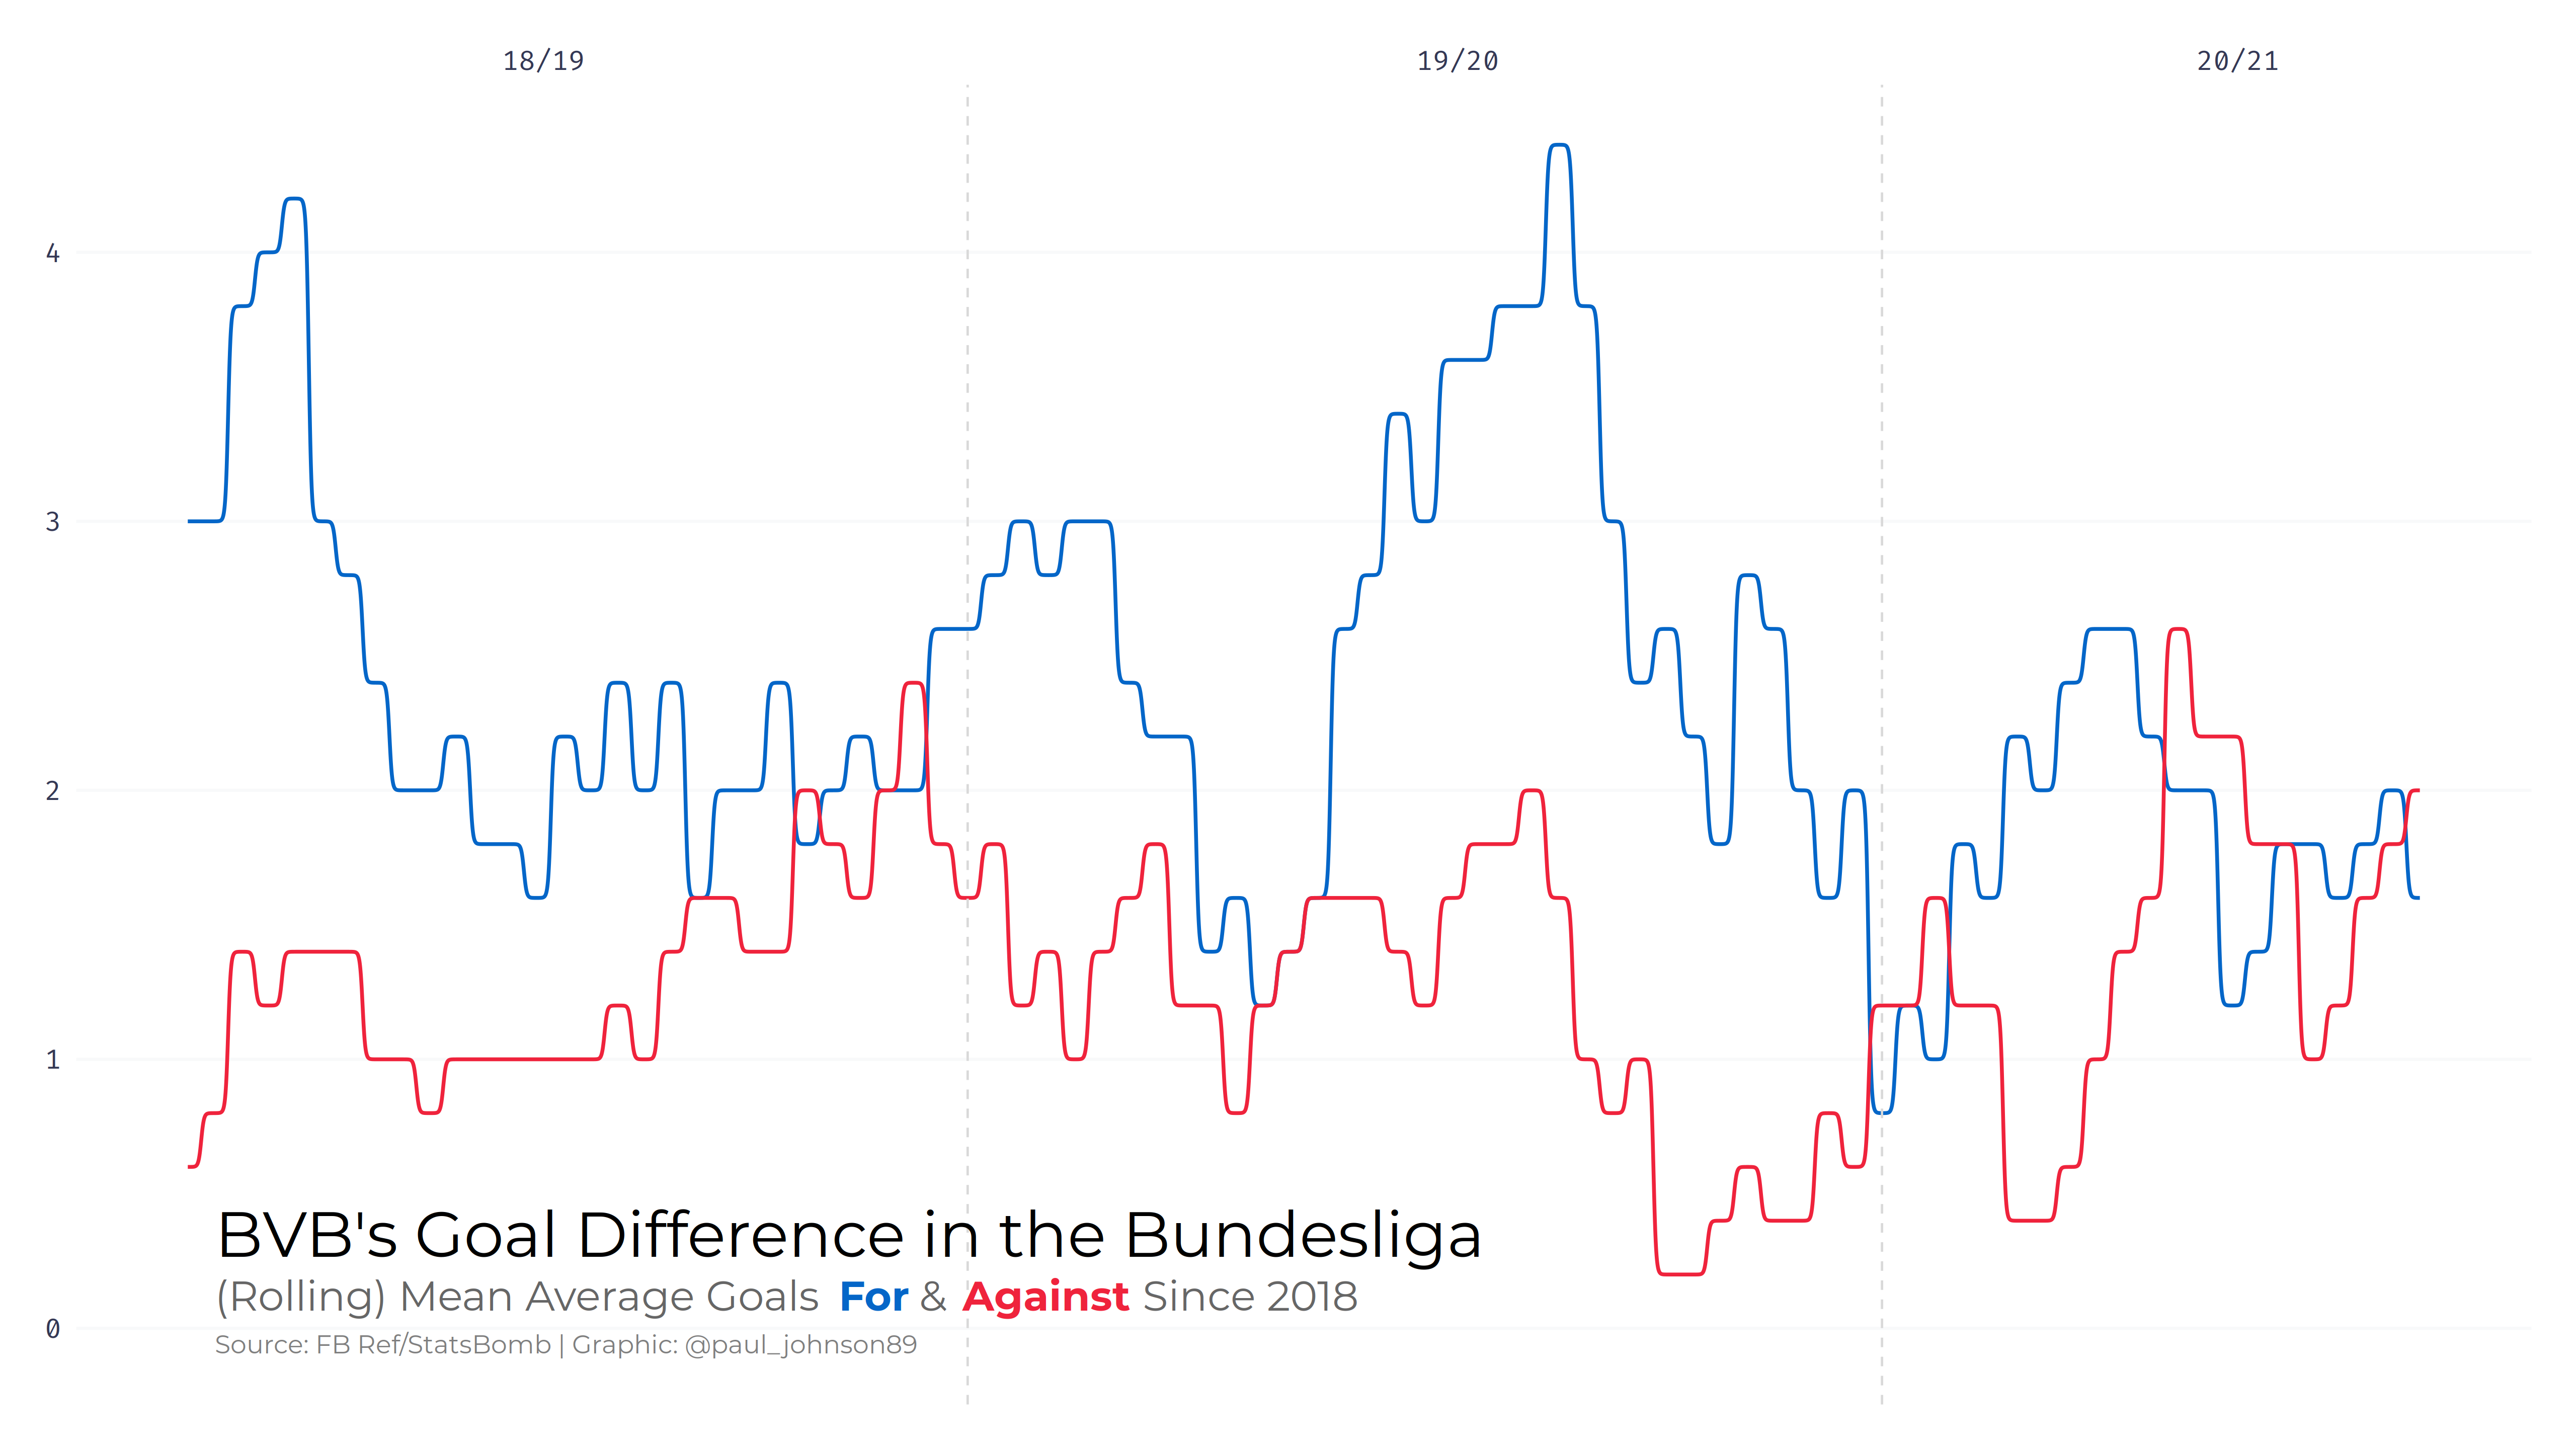 18/19 19/20 20/21
4
3
2
1
0
BVB's Goal Difference in the Bundesliga
(Rolling) Mean Average Goals For & Against Since 2018
Source: FB Ref/StatsBomb | Graphic: @paul_johnson89